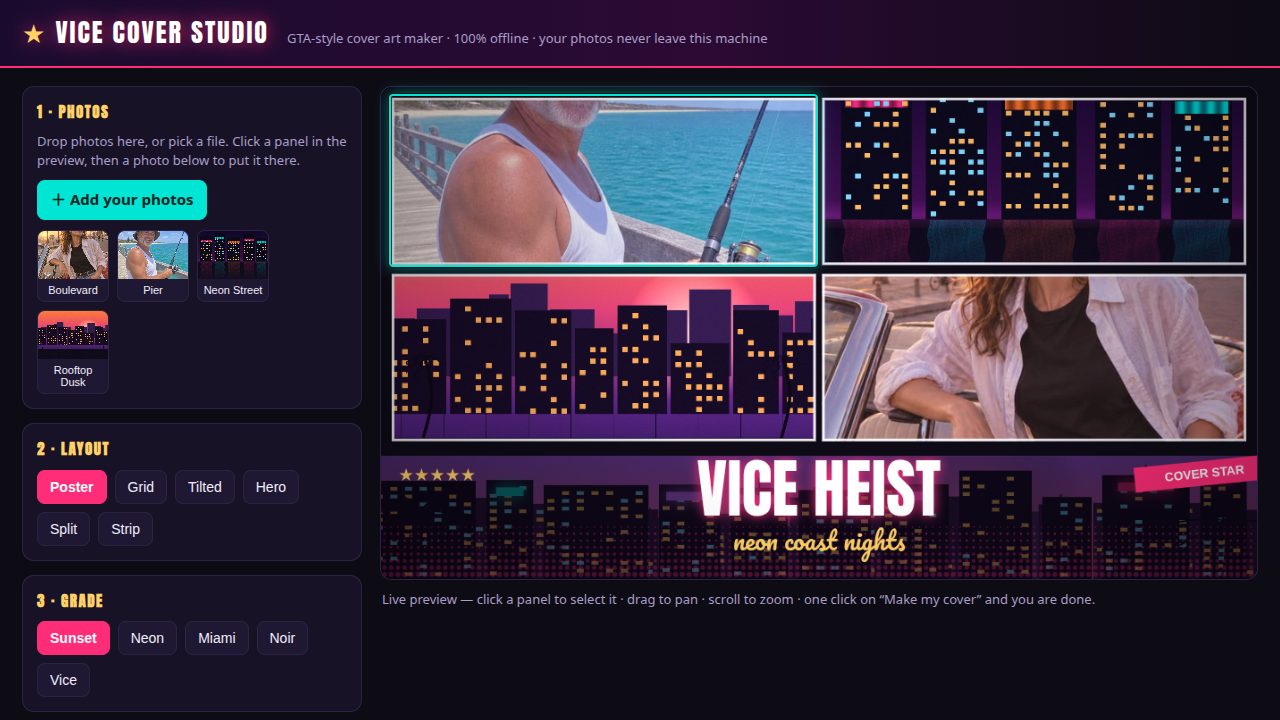 ★ VICE COVER STUDIO
GTA-style cover art maker · 100% offline · your photos never leave this machine
1 · PHOTOS
Drop photos here, or pick a file. Click a panel in the
preview, then a photo below to put it there.
+ Add your photos
Boulevard
Pier
Neon Street
Rooftop
Dusk
2 · LAYOUT
Poster
Grid
Tilted
Hero
Split
Strip
3 · GRADE
Sunset
Neon
Miami
Noir
Vice
★★★★★
VICE HEIST
neon coast nights
COVER STAR
Live preview — click a panel to select it · drag to pan · scroll to zoom · one click on “Make my cover” and you are done.